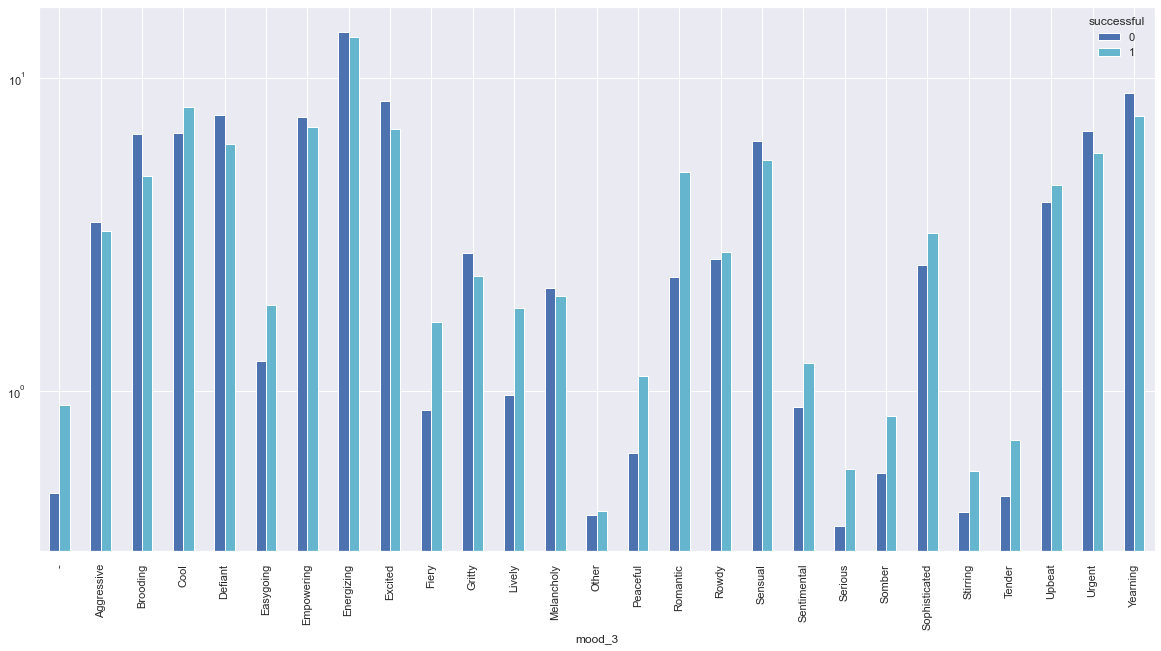 successful
0
1
10¹
10⁰
-
Aggressive
Brooding
Cool
Defiant
Easygoing
Empowering
Energizing
Excited
Fiery
Gritty
Lively
Melancholy
Other
Peaceful
Romantic
Rowdy
Sensual
Sentimental
Serious
Somber
Sophisticated
Stirring
Tender
Upbeat
Urgent
Yearning
mood_3